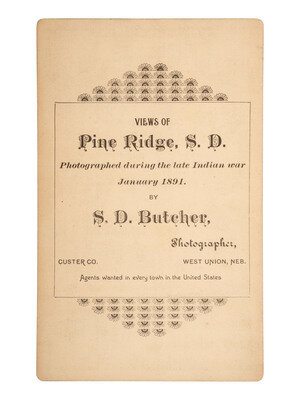 VIEWS OF
Pine Ridge, S. D.
Photographed during the late Indian war
January 1891.
BY
S. D. Butcher,
Photographer,
CUSTER CO. WEST UNION, NEB.
Agents wanted in every town in the United States